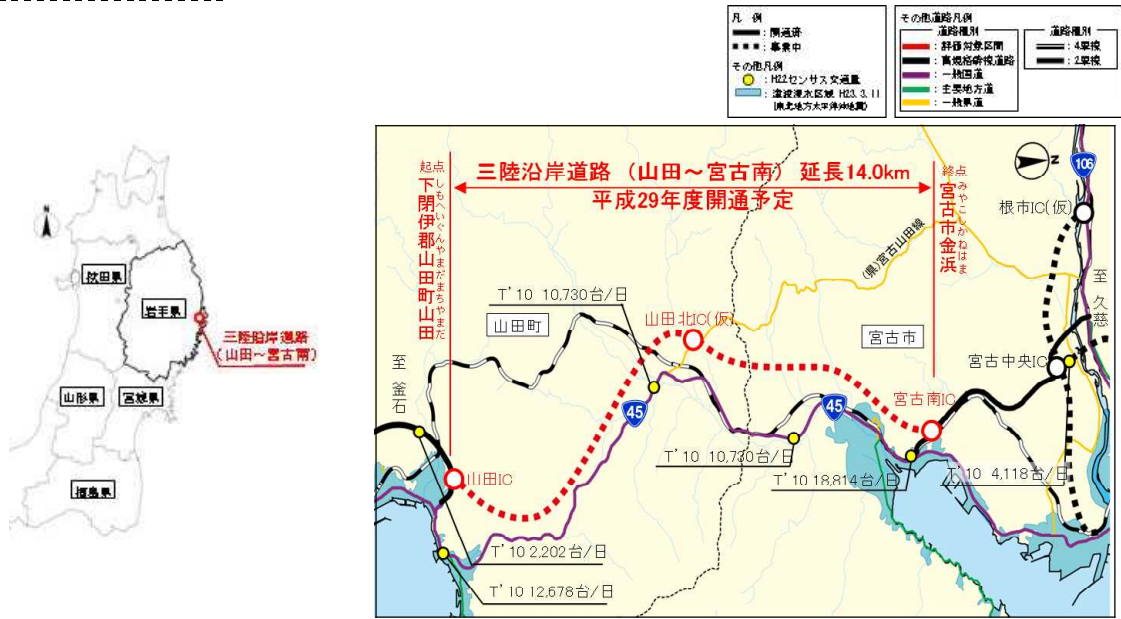 凡 例
：開通済
：事業中
その他凡例
：H22センサス交通量
：津波浸水区域 H23.3.11
(東北地方太平洋沖地震)
その他道路凡例
道路種別
：評価対象区間
：高規格幹線道路
：一般国道
：主要地方道
：一般県道
道路種別
：4車線
：2車線
N
秋田県
岩手県
山形県
宮城県
福島県
三陸沿岸道路
(山田～宮古南)
起点
下閉伊郡山田町山田
しもへいぐんやまだまちやまだ
三陸沿岸道路 (山田～宮古南) 延長14.0km
平成29年度開通予定
終点
宮古市金浜
みやこしかねはま
N
106
根市IC(仮)
(県)宮古山田線
至 久慈
T'10 10,730台/日
山田町
山田北IC(仮)
宮古市
宮古中央IC
至 釜石
45
45
宮古南IC
T'10 10,730台/日
T'10 18,814台/日
T'10 4,118台/日
山田IC
T'10 2,202台/日
T'10 12,678台/日